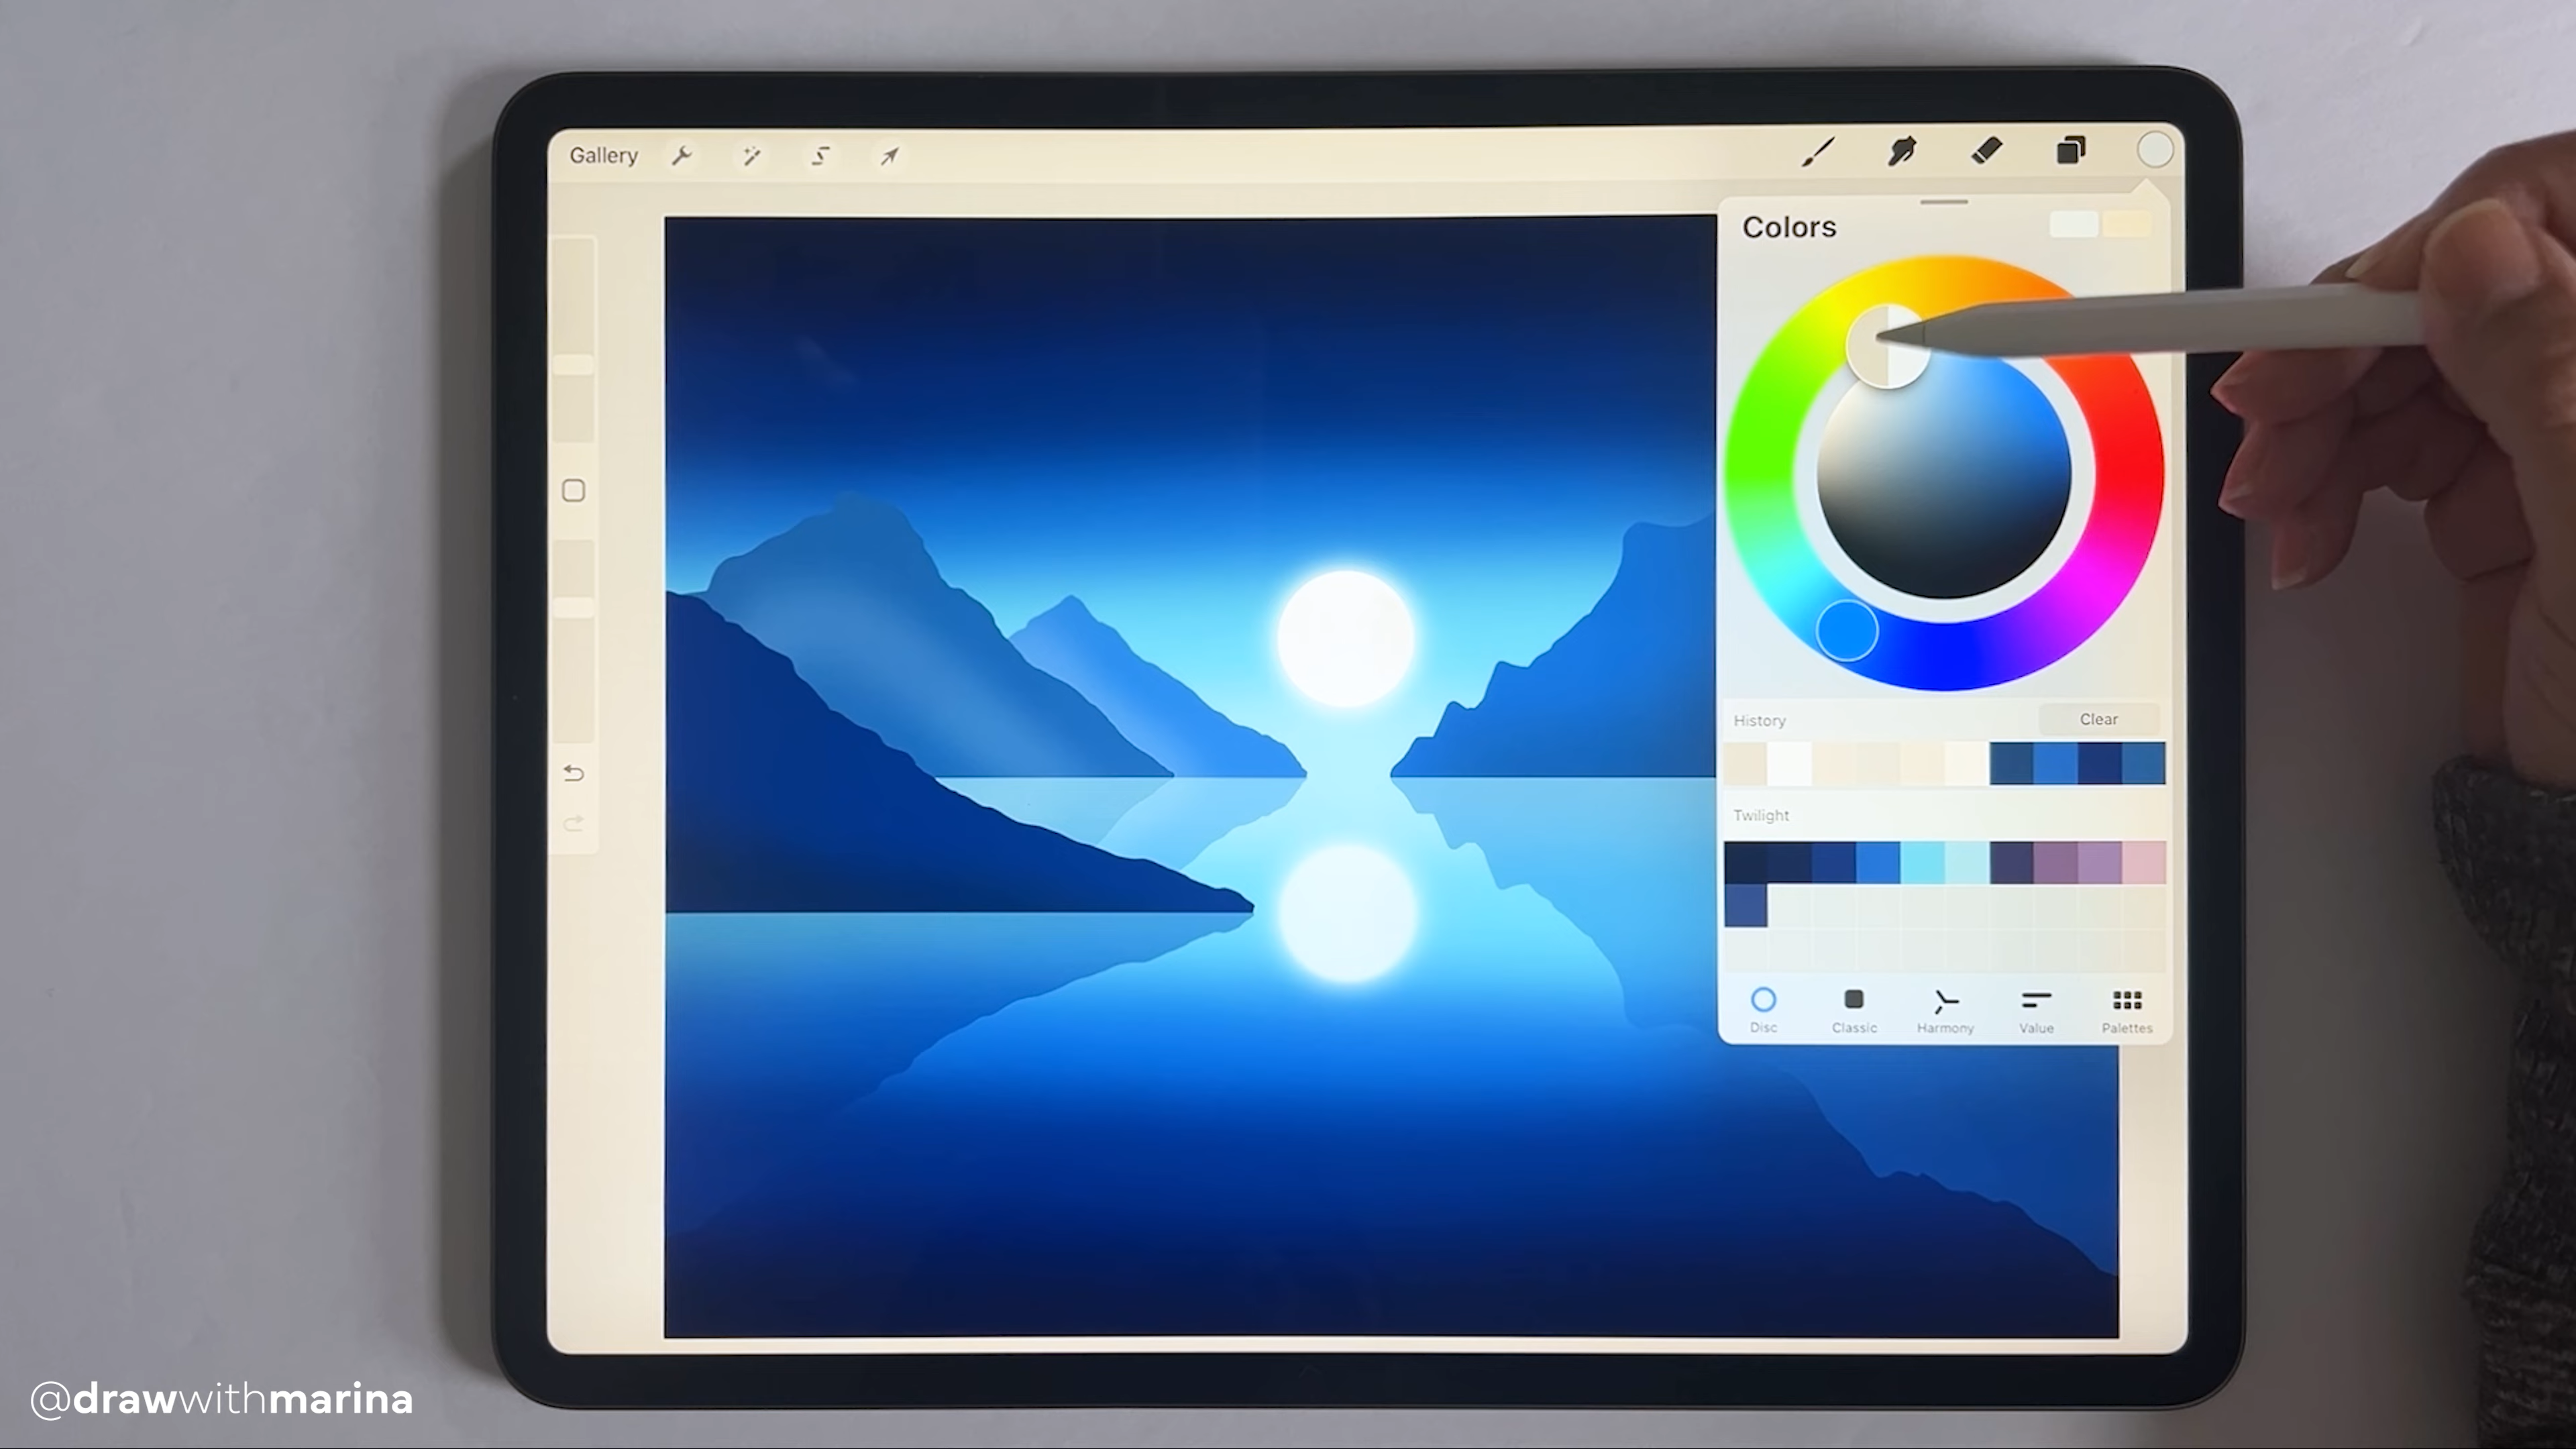 Gallery
Colors
History
Clear
Twilight
Disc
Classic
Harmony
Value
Palettes
@drawwithmarina